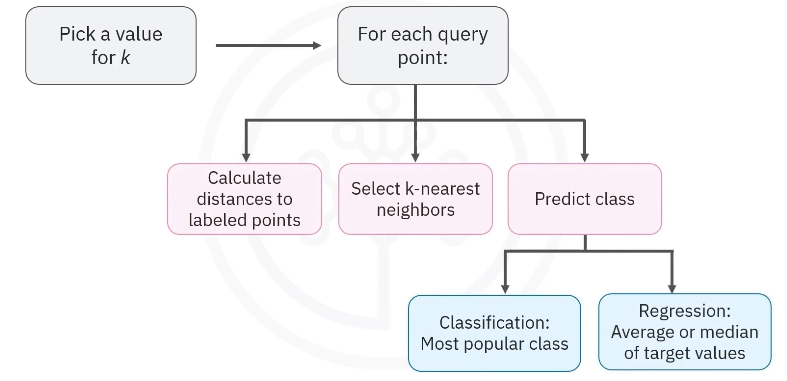 Pick a value
for k
For each query
point:
Calculate
distances to
labeled points
Select k-nearest
neighbors
Predict class
Classification:
Most popular class
Regression:
Average or median
of target values